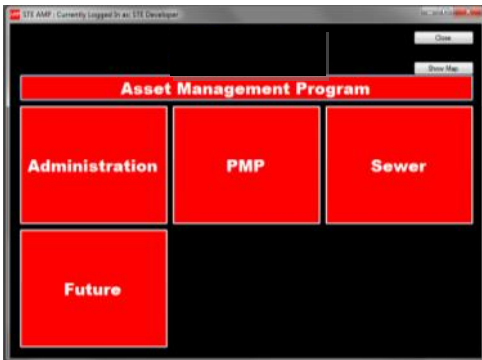 STE AMP : Currently Logged In as: STE Developer
Close
Show Map
Asset Management Program
Administration
PMP
Sewer
Future